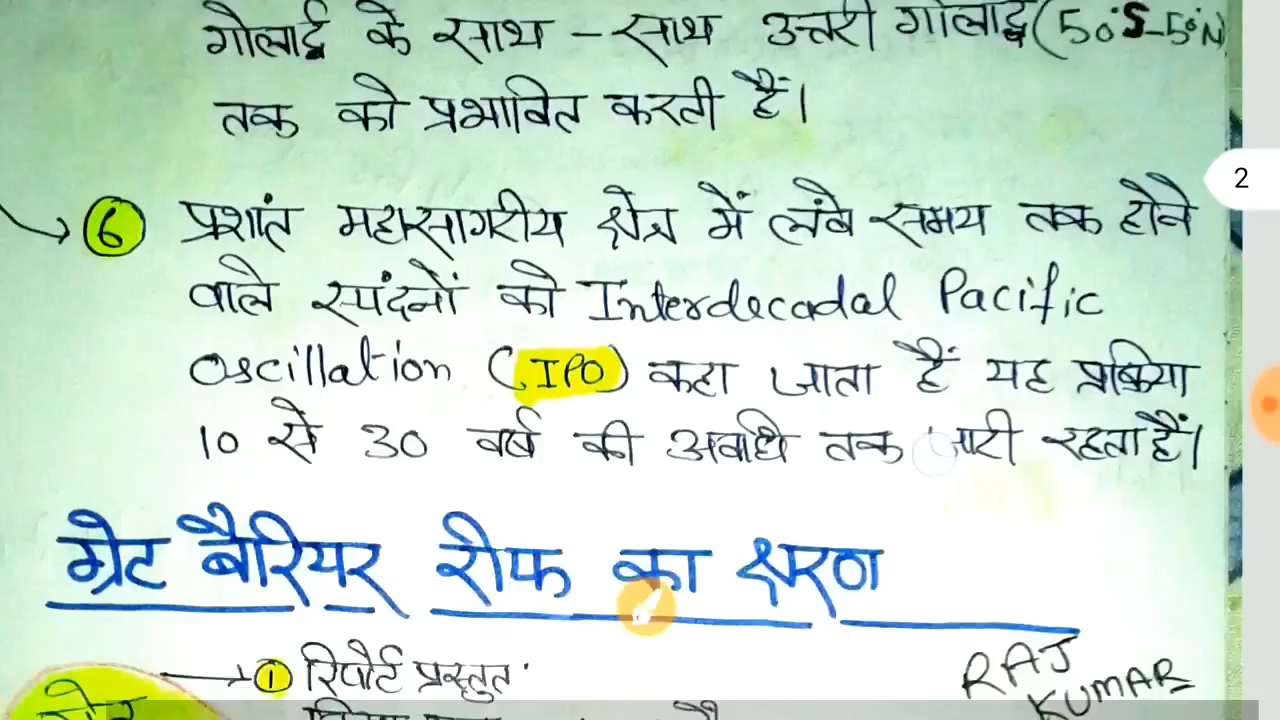 गोलार्द्ध के साथ - साथ उत्तरी गोलार्द्ध (50°S-50°N)
तक को प्रभावित करती हैं।
2
6 प्रशांत महासागरीय क्षेत्र में लंबे समय तक होने
वाले स्पंदनों को Interdecadal Pacific
Oscillation (IPO) कहा जाता हैं यह प्रक्रिया
10 से 30 वर्ष की अवधि तक जारी रहता हैं।
ग्रेट बैरियर रीफ का क्षरण
1 रिपोर्ट प्रस्तुत
RAJ
KUMAR